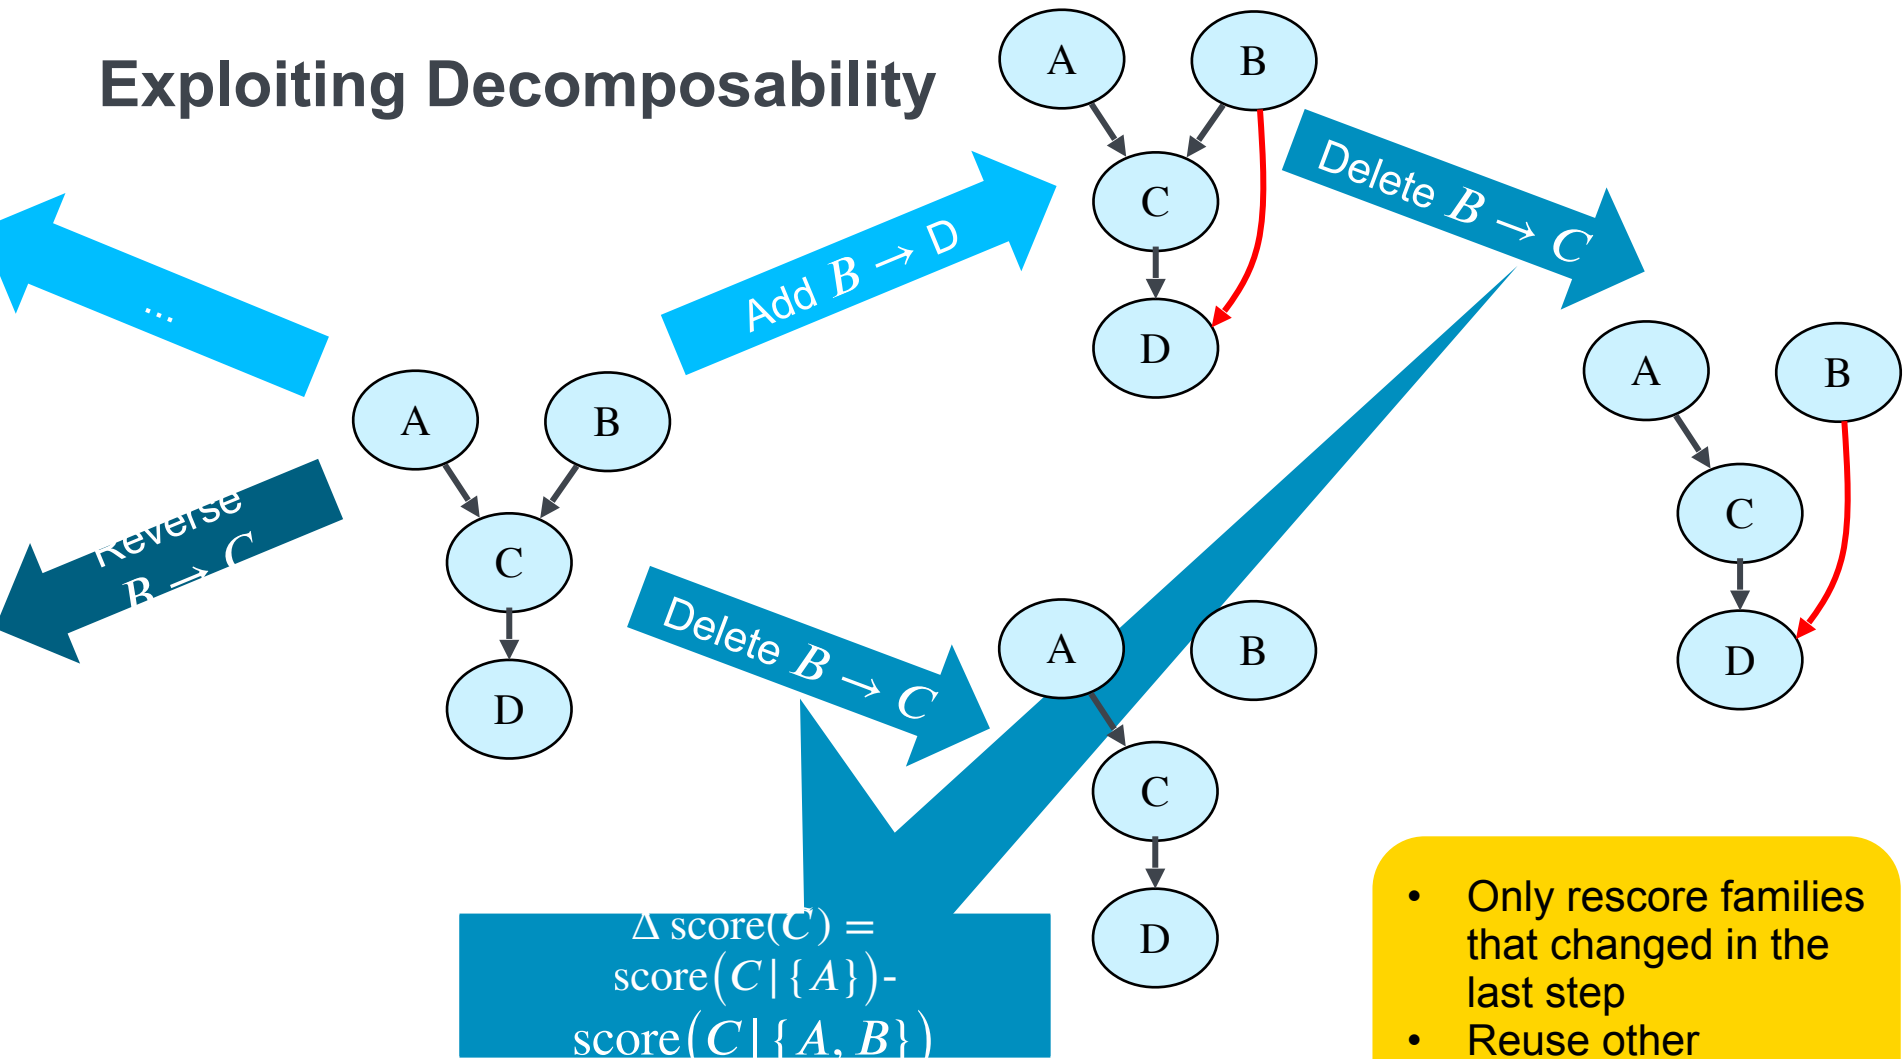 Exploiting Decomposability
A
B
C
D
Delete B → C
Add B → D
...
A
B
C
D
Reverse
B → C
Delete B → C
A
B
C
D
A
B
C
D
Δ score(C) =
score(C|{A})-
score(C|{A, B})
• Only rescore families
that changed in the
last step
• Reuse other